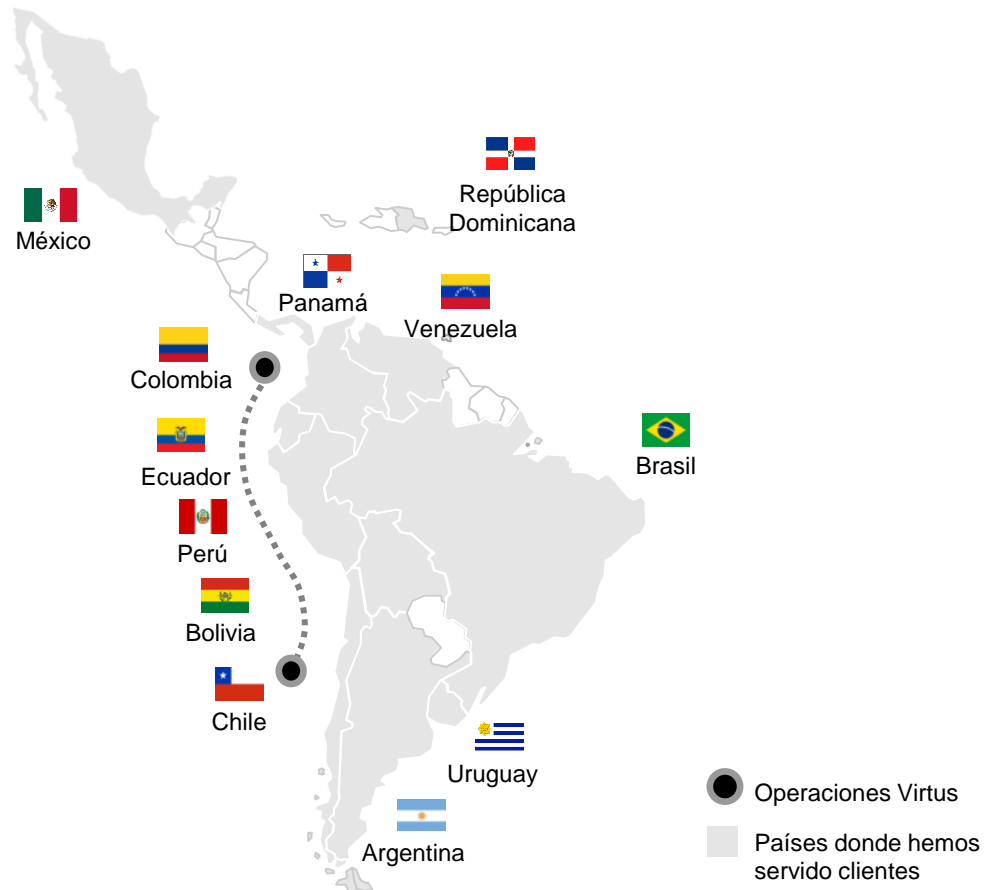 República
Dominicana
México
Panamá
Venezuela
Colombia
Brasil
Ecuador
Perú
Bolivia
Chile
Uruguay
Operaciones Virtus
Argentina
Países donde hemos
servido clientes